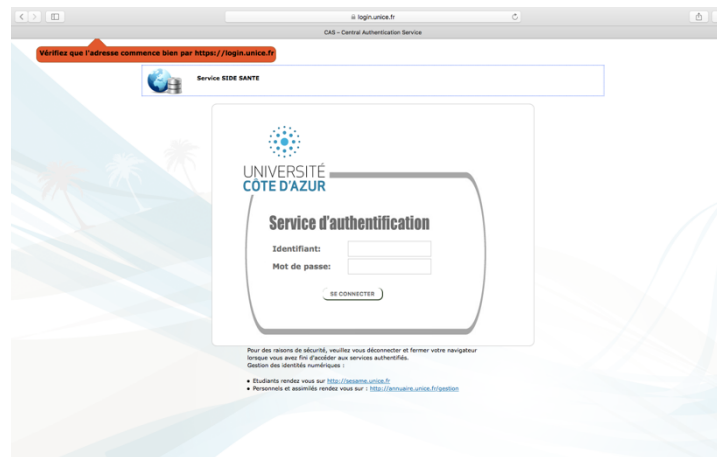 login.unice.fr
CAS – Central Authentication Service
Vérifiez que l'adresse commence bien par https://login.unice.fr
Service SIDE SANTE
UNIVERSITÉ
CÔTE D'AZUR
Service d'authentification
Identifiant:
Mot de passe:
SE CONNECTER
Pour des raisons de sécurité, veuillez vous déconnecter et fermer votre navigateur
lorsque vous avez fini d'accéder aux services authentifiés.
Gestion des identités numériques :
• Etudiants rendez vous sur http://sesame.unice.fr
• Personnels et assimilés rendez vous sur : http://annuaire.unice.fr/gestion